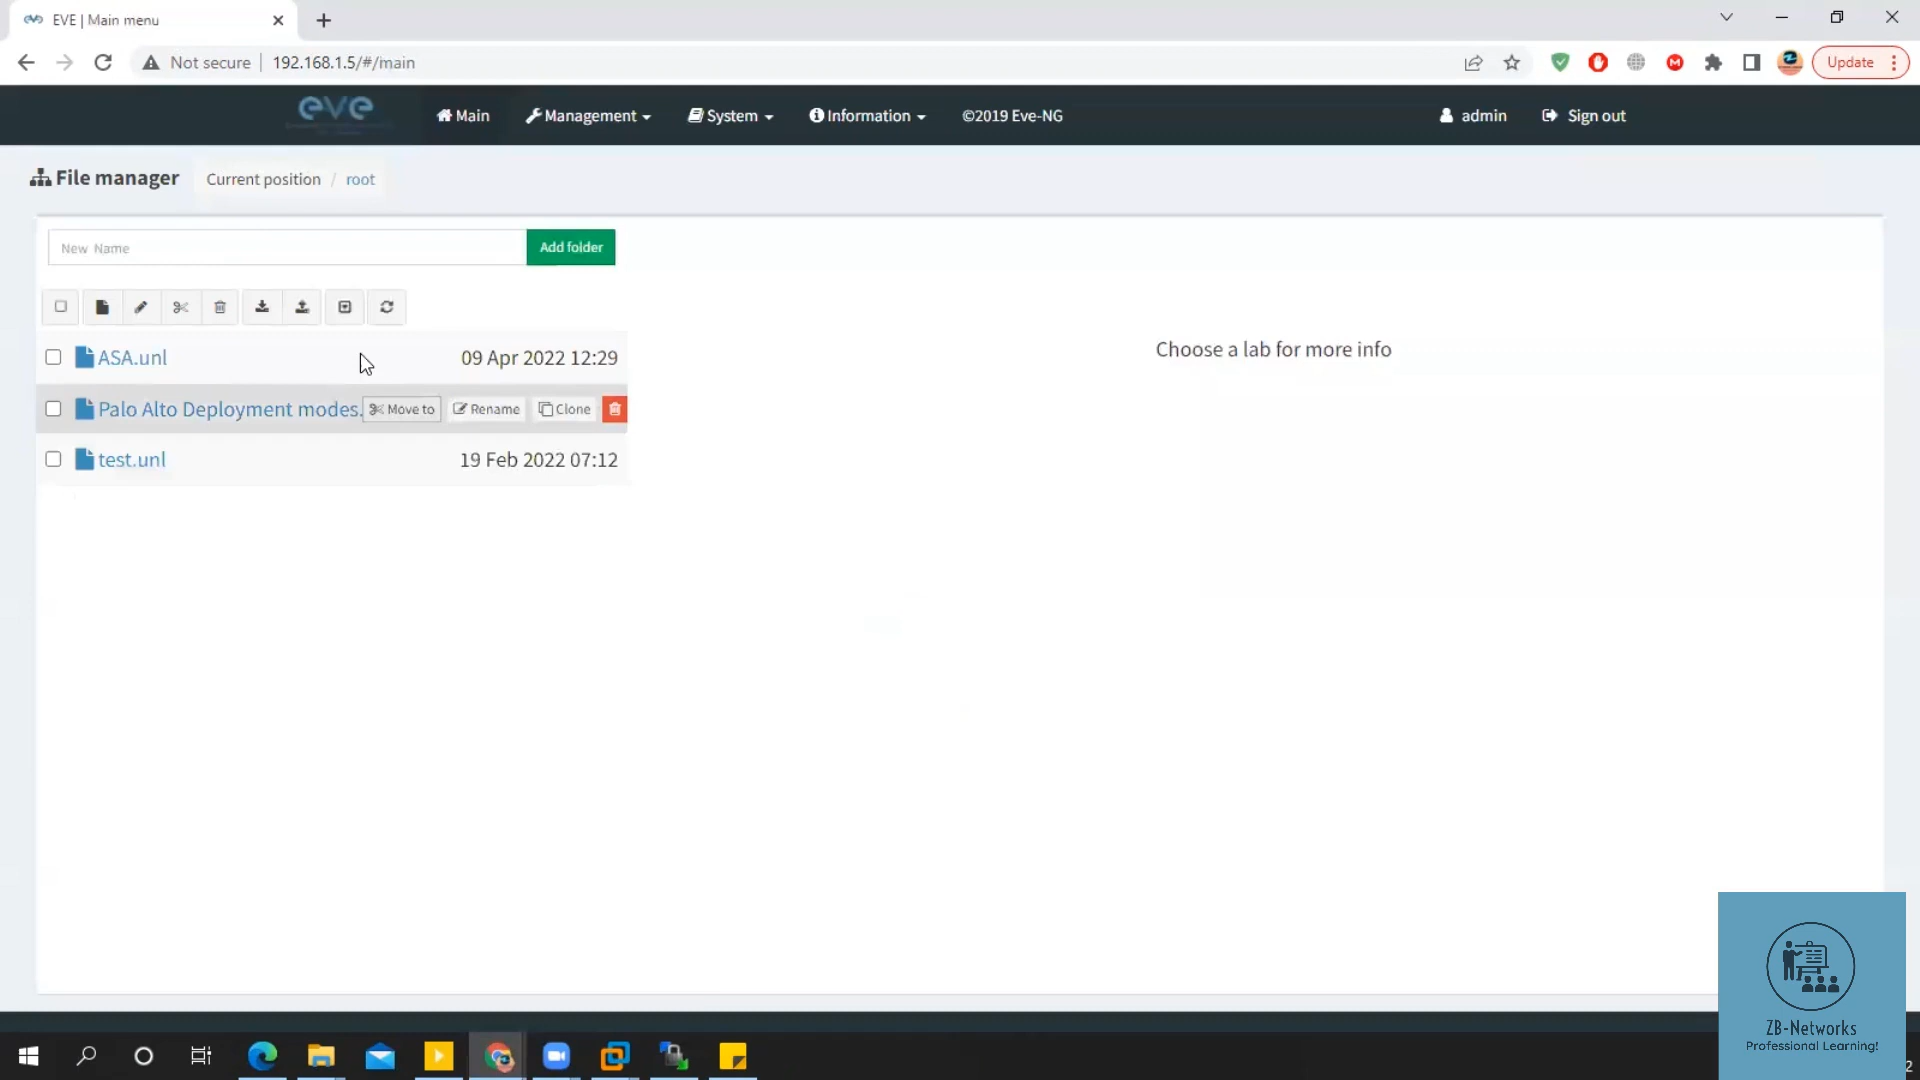 EVE | Main menu
Not secure
192.168.1.5/#/main
Update
eve
Main
Management
System
Information
©2019 Eve-NG
admin
Sign out
File manager
Current position / root
New Name
Add folder
ASA.unl
09 Apr 2022 12:29
Palo Alto Deployment modes.
Move to
Rename
Clone
test.unl
19 Feb 2022 07:12
Choose a lab for more info
ZB-Networks
Professional Learning!
2